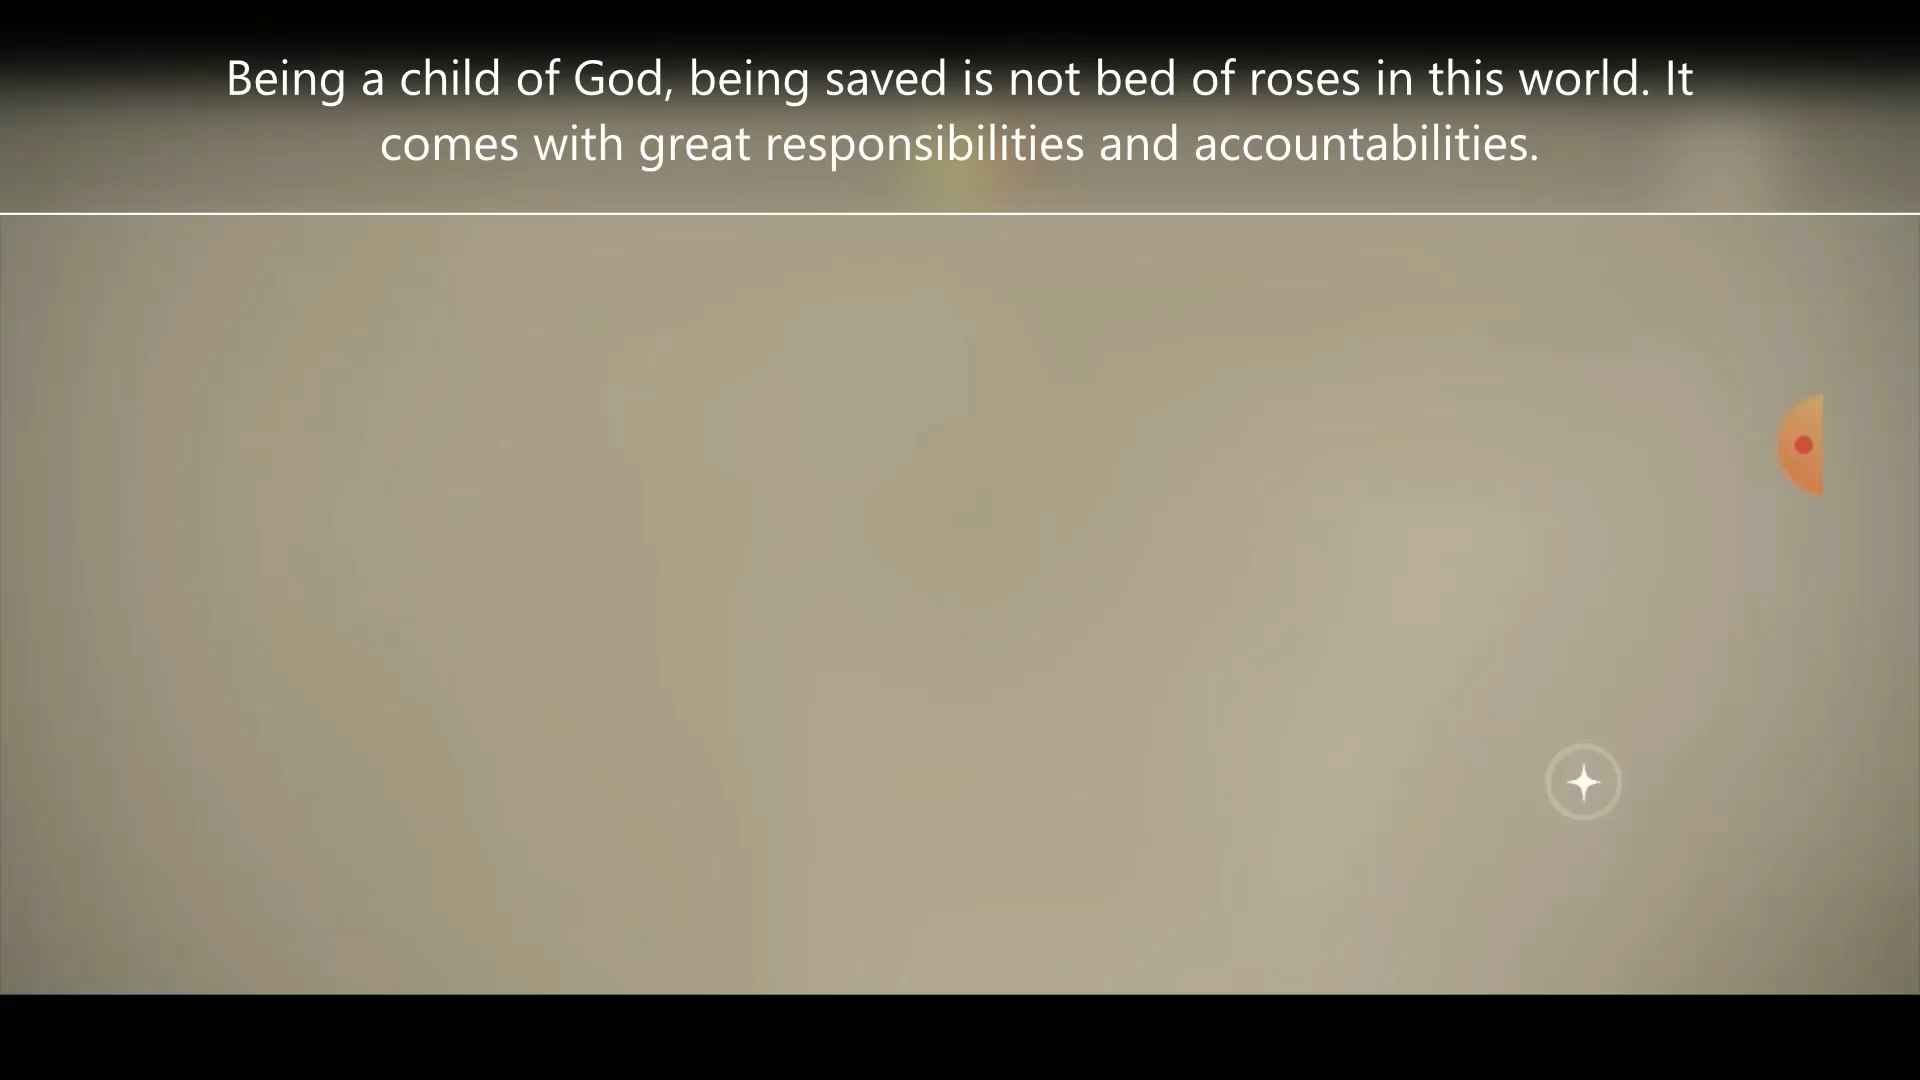 Being a child of God, being saved is not bed of roses in this world. It
comes with great responsibilities and accountabilities.